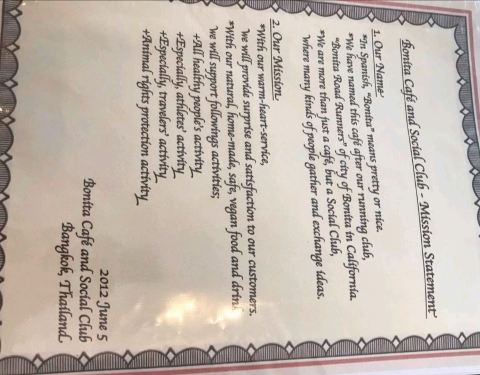 Bonita Café and Social Club - Mission Statement
1. Our Name
*In Spanish, "Bonita" means pretty or nice.
*We have named this café after our running club,
"Bonita Road Runners" of city of Bonita in California.
*We are more than just a café, but a Social Club,
where many kinds of people gather and exchange ideas.
2. Our Mission
*With our warm-heart-service,
we will provide surprise and satisfaction to our customers.
*With our natural, home-made, safe, vegan food and drink
we will support followings activities;
+All healthy people's activity
+Especially, athletes' activity
+Especially, travelers' activity
+Animal rights protection activity
2012 June 5
Bonita Café and Social Club
Bangkok, Thailand